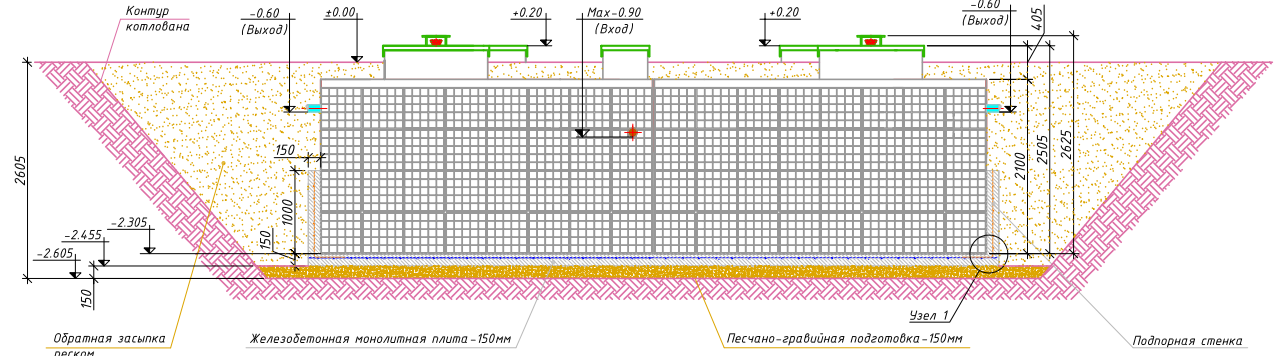 Контур
котлована
-0.60
(Выход)
±0.00
+0.20
Max-0.90
(Вход)
+0.20
-0.60
(Выход)
405
2605
150
1000
150
2100
2505
2625
-2.305
-2.455
-2.605
150
Узел 1
Обратная засыпка
песком
Железобетонная монолитная плита-150мм
Песчано-гравийная подготовка-150мм
Подпорная стенка